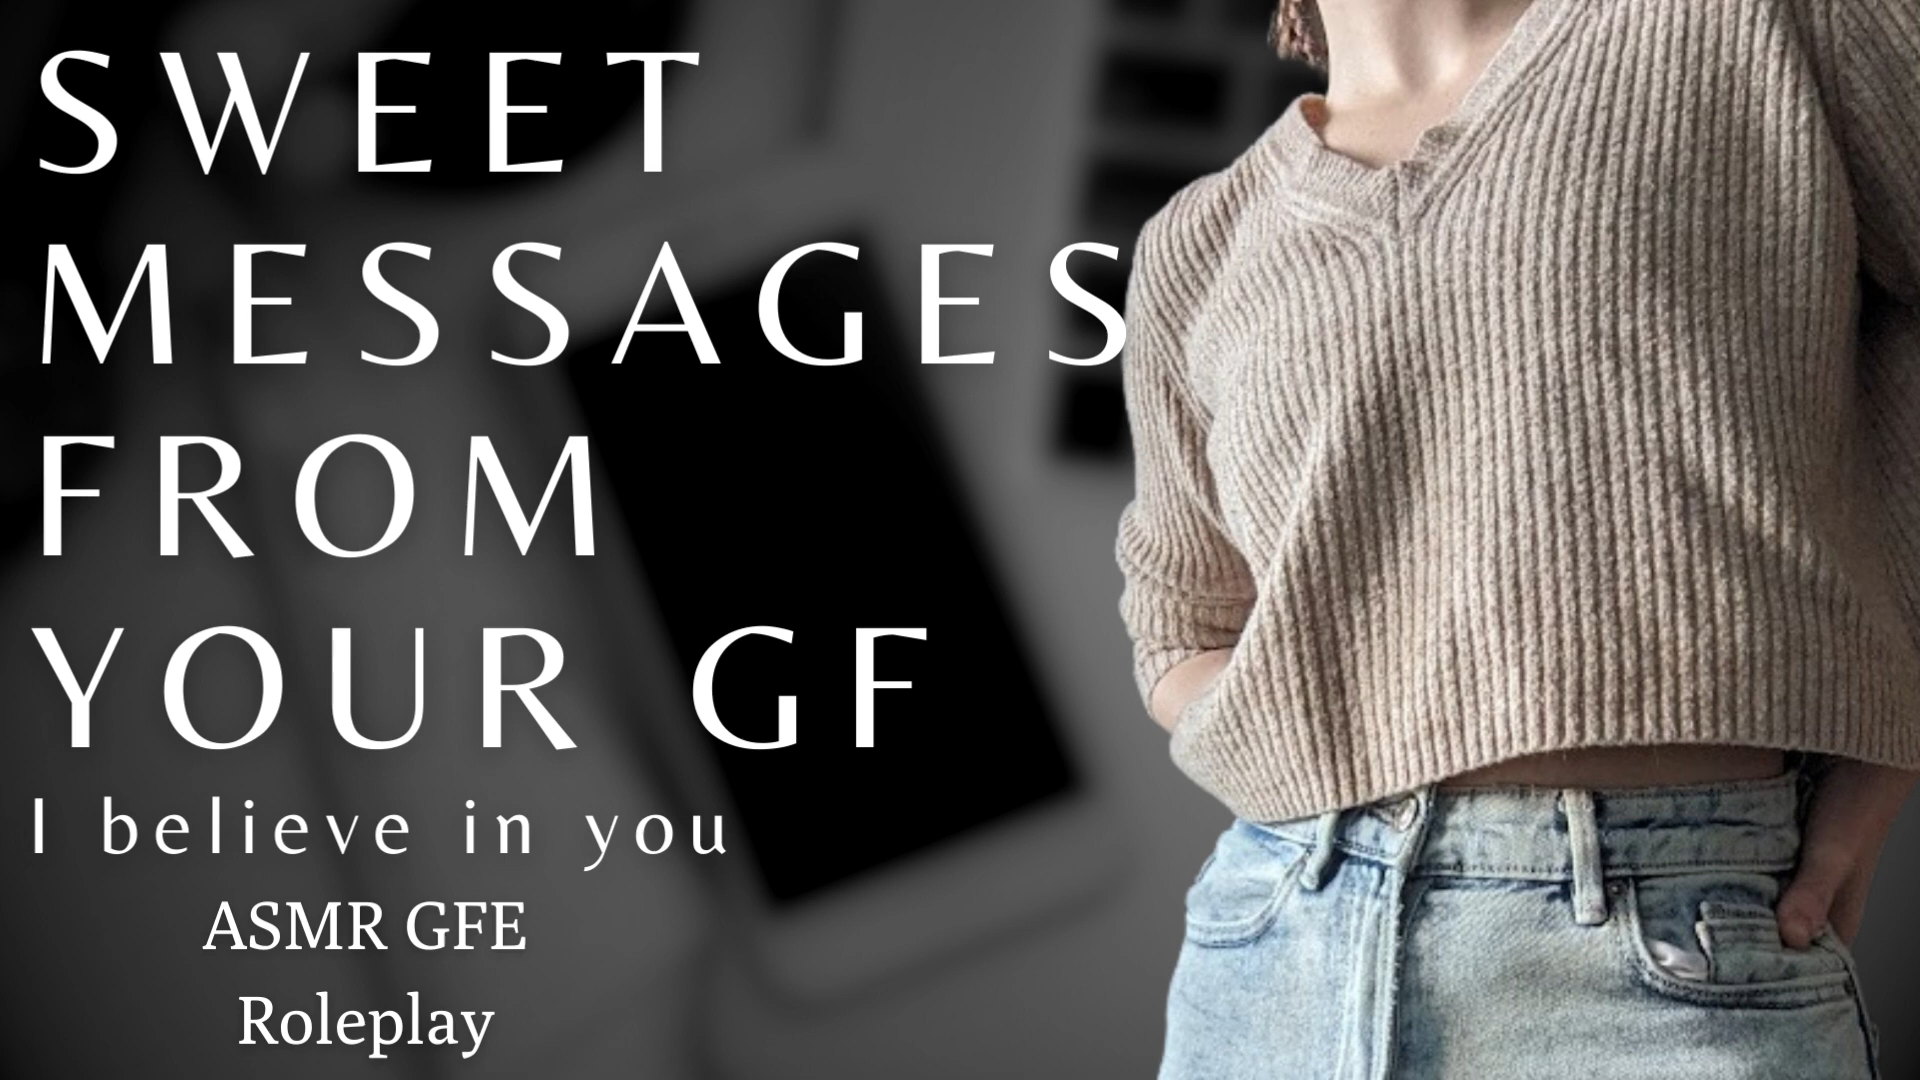 SWEET
MESSAGES
FROM
YOUR GF
I believe in you
ASMR GFE
Roleplay